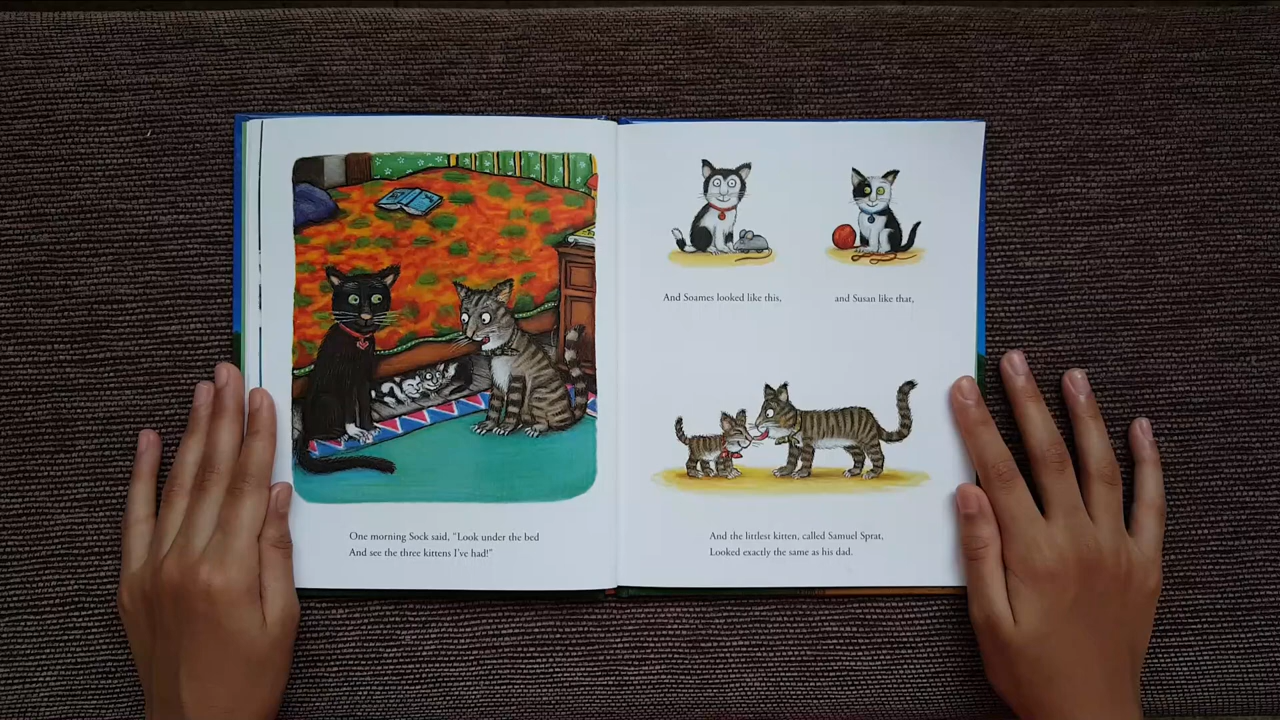 One morning Sock said, "Look under the bed
And see the three kittens I've had!"
And Soames looked like this,
and Susan like that,
And the littlest kitten, called Samuel Sprat,
Looked exactly the same as his dad.